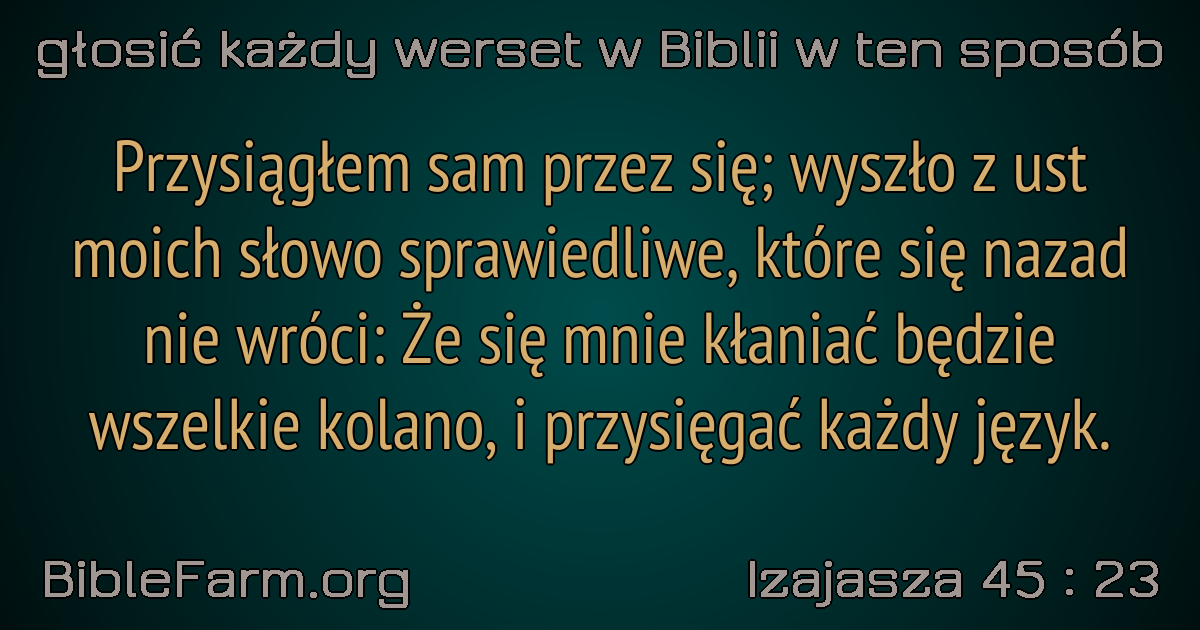 głosić każdy werset w Biblii w ten sposób
Przysiągłem sam przez się; wyszło z ust
moich słowo sprawiedliwe, które się nazad
nie wróci: Że się mnie kłaniać będzie
wszelkie kolano, i przysięgać każdy język.
BibleFarm.org
Izajasza 45 : 23